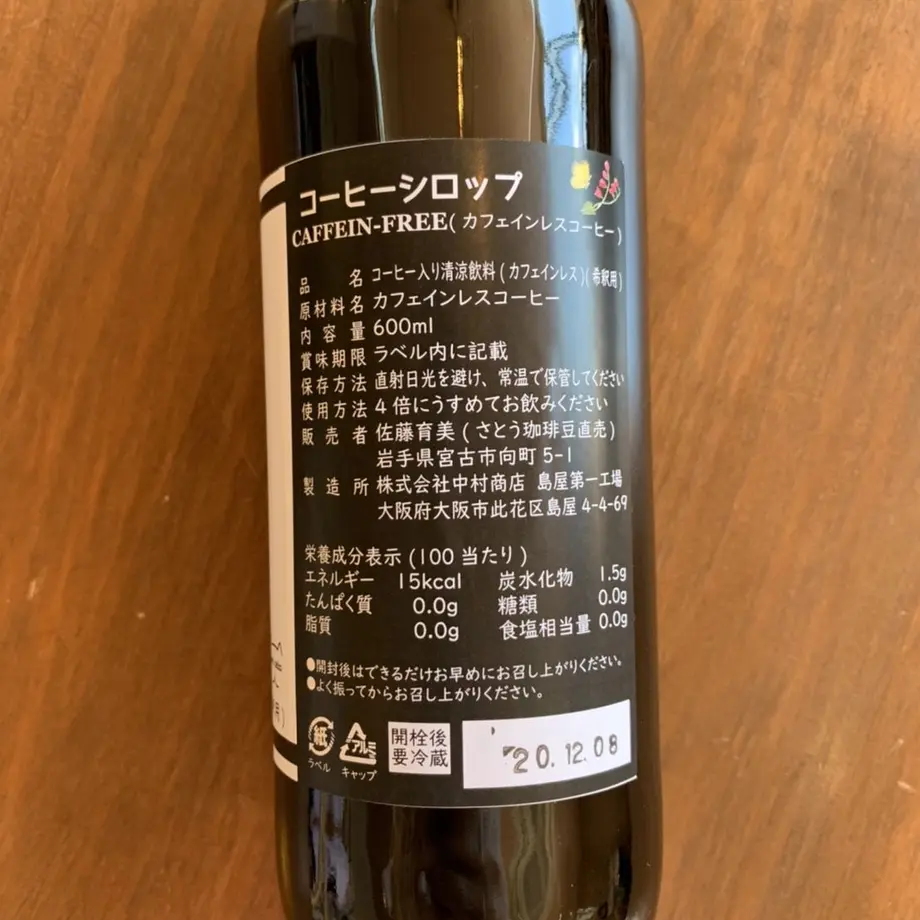 コーヒーシロップ
CAFFEIN-FREE(カフェインレスコーヒー)
品名 コーヒー入り清涼飲料(カフェインレス)(希釈用)
原材料名 カフェインレスコーヒー
内容量 600ml
賞味期限 ラベル内に記載
保存方法 直射日光を避け、常温で保管してください
使用方法 4倍にうすめてお飲みください
販売者 佐藤育美(さとう珈琲豆直売)
岩手県宮古市向町5-1
製造所 株式会社中村商店 島屋第一工場
大阪府大阪市此花区島屋4-4-69
栄養成分表示(100当たり)
エネルギー 15kcal 炭水化物 1.5g
たんぱく質 0.0g 糖類 0.0g
脂質 0.0g 食塩相当量 0.0g
●開封後はできるだけお早めにお召し上がりください。
●よく振ってからお召し上がりください。
紙 アルミ 開栓後
ラベル キャップ 要冷蔵
'20.12.08